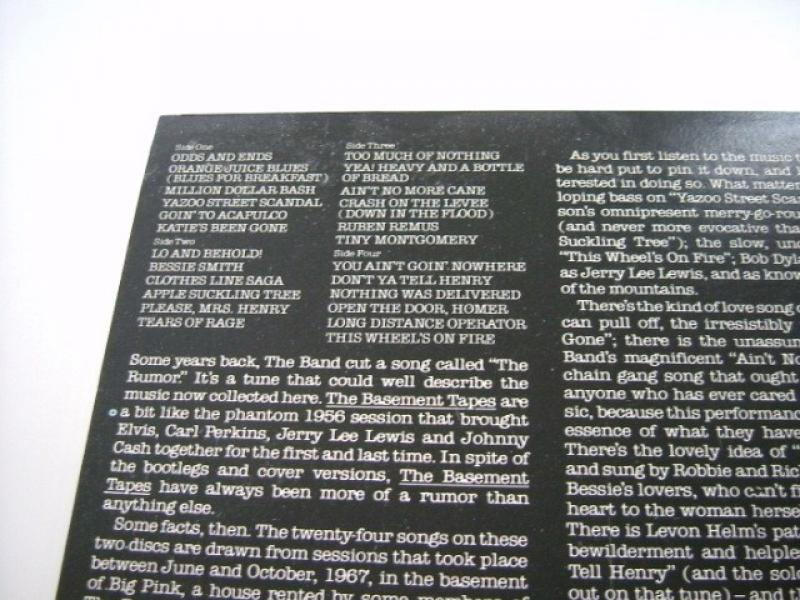 Side One
ODDS AND ENDS
ORANGE JUICE BLUES
(BLUES FOR BREAKFAST)
MILLION DOLLAR BASH
YAZOO STREET SCANDAL
GOIN' TO ACAPULCO
KATIE'S BEEN GONE
Side Two
LO AND BEHOLD!
BESSIE SMITH
CLOTHES LINE SAGA
APPLE SUCKLING TREE
PLEASE, MRS. HENRY
TEARS OF RAGE
Side Three
TOO MUCH OF NOTHING
YEA! HEAVY AND A BOTTLE
OF BREAD
AIN'T NO MORE CANE
CRASH ON THE LEVEE
(DOWN IN THE FLOOD)
RUBEN REMUS
TINY MONTGOMERY
Side Four
YOU AIN'T GOIN' NOWHERE
DON'T YA TELL HENRY
NOTHING WAS DELIVERED
OPEN THE DOOR, HOMER
LONG DISTANCE OPERATOR
THIS WHEEL'S ON FIRE
Some years back, The Band cut a song called "The
Rumor." It's a tune that could well describe the
music now collected here. The Basement Tapes are
a bit like the phantom 1956 session that brought
Elvis, Carl Perkins, Jerry Lee Lewis and Johnny
Cash together for the first and last time. In spite of
the bootlegs and cover versions, The Basement
Tapes have always been more of a rumor than
anything else.
Some facts, then. The twenty-four songs on these
two discs are drawn from sessions that took place
between June and October, 1967, in the basement
of Big Pink, a house rented by some members of
As you first listen to the music
be hard put to pin it down, and
terested in doing so. What matter
loping bass on "Yazoo Street Sca
son's omnipresent merry-go-rou
(and never more evocative tha
Suckling Tree"); the slow, unc
"This Wheel's On Fire"; Bob Dyla
as Jerry Lee Lewis, and as know
of the mountains.
There's the kind of love song
can pull off, the irresistibly
Gone"; there is the unassum
Band's magnificent "Ain't No
chain gang song that ought
anyone who has ever cared
sic, because this performanc
essence of what they have
There's the lovely idea of "
and sung by Robbie and Ric
Bessie's lovers, who can't fi
heart to the woman herse
There is Levon Helm's pat
bewilderment and helple
Tell Henry" (and the solo
out on that tune) – and th